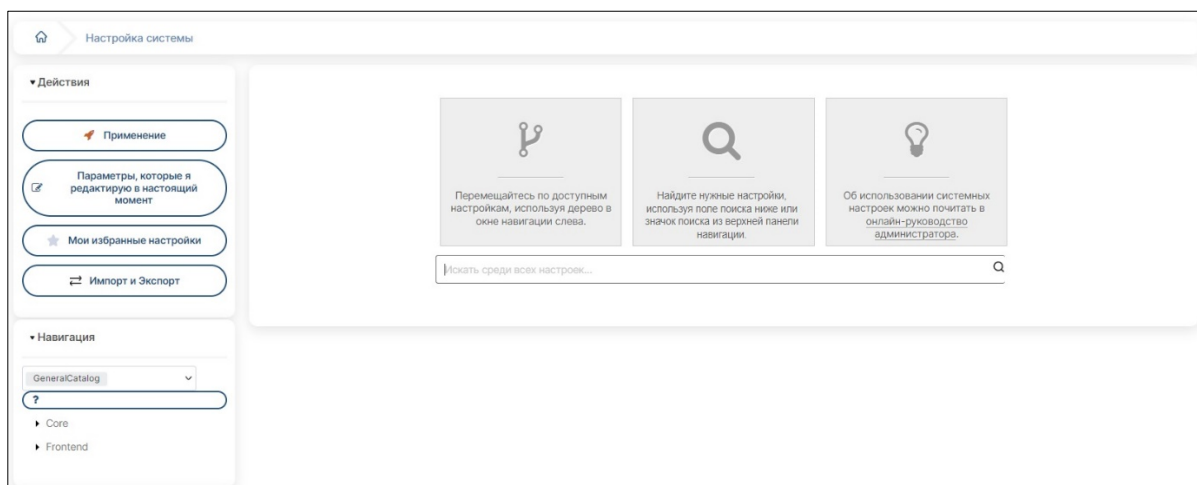 Настройка системы
▾Действия
Применение
Параметры, которые я
редактирую в настоящий
момент
Мои избранные настройки
Импорт и Экспорт
▾Навигация
GeneralCatalog
?
Core
Frontend
Перемещайтесь по доступным
настройкам, используя дерево в
окне навигации слева.
Найдите нужные настройки,
используя поле поиска ниже или
значок поиска из верхней панели
навигации.
Об использовании системных
настроек можно почитать в
онлайн-руководство
администратора.
Искать среди всех настроек...